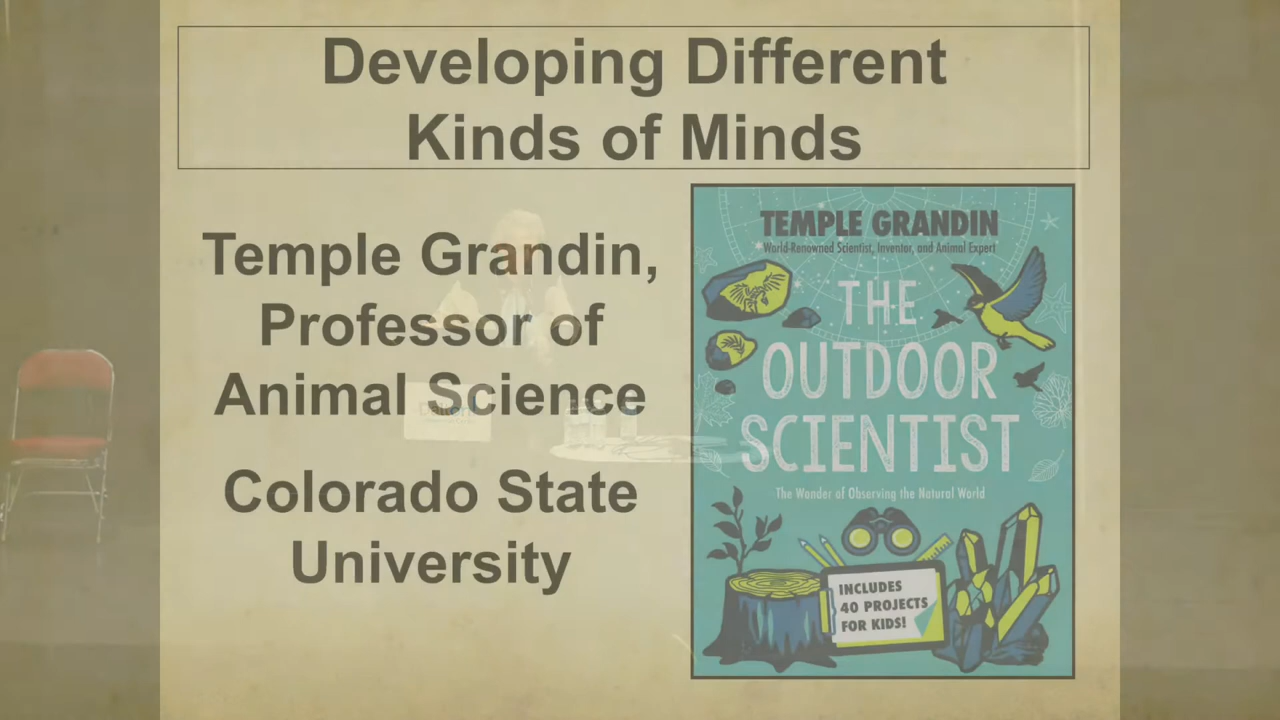 Developing Different
Kinds of Minds
Temple Grandin,
Professor of
Animal Science
Colorado State
University
TEMPLE GRANDIN
World-Renowned Scientist, Inventor, and Animal Expert
THE
OUTDOOR
SCIENTIST
The Wonder of Observing the Natural World
INCLUDES
40 PROJECTS
FOR KIDS!